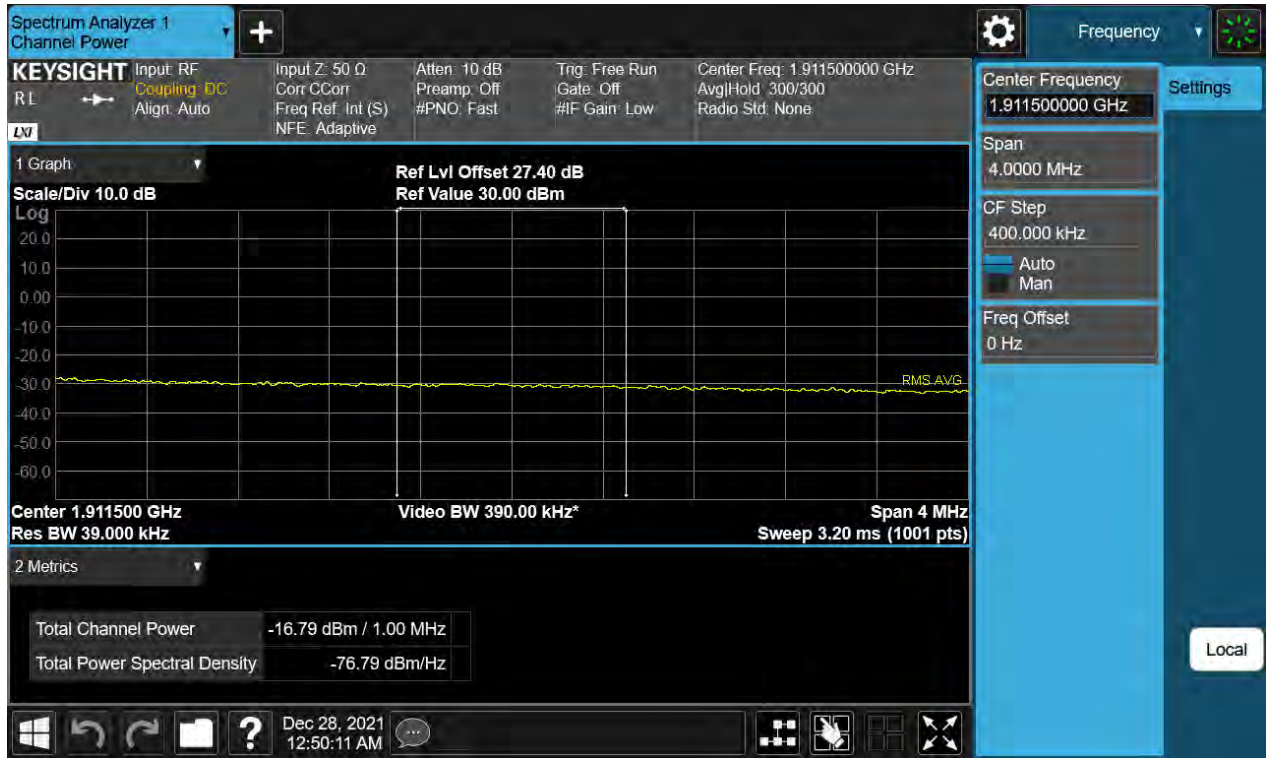 Spectrum Analyzer 1
Channel Power
Frequency
KEYSIGHT
RL
LXI
Input: RF
Coupling: DC
Align: Auto
Input Z: 50 Ω
Corr CCorr
Freq Ref: Int (S)
NFE: Adaptive
Atten: 10 dB
Preamp: Off
#PNO: Fast
Trig: Free Run
Gate: Off
#IF Gain: Low
Center Freq: 1.911500000 GHz
Avg|Hold: 300/300
Radio Std: None
1 Graph
Scale/Div 10.0 dB
Ref Lvl Offset 27.40 dB
Ref Value 30.00 dBm
Log
20.0
10.0
0.00
-10.0
-20.0
-30.0
-40.0
-50.0
-60.0
RMS AVG
Center 1.911500 GHz
Video BW 390.00 kHz*
Span 4 MHz
Res BW 39.000 kHz
Sweep 3.20 ms (1001 pts)
2 Metrics
Total Channel Power -16.79 dBm / 1.00 MHz
Total Power Spectral Density -76.79 dBm/Hz
?
Dec 28, 2021
12:50:11 AM
Center Frequency
1.911500000 GHz
Settings
Span
4.0000 MHz
CF Step
400.000 kHz
Auto
Man
Freq Offset
0 Hz
Local